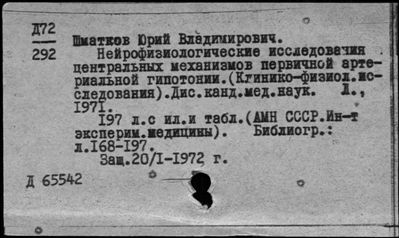 Д72
292
Шматков Юрий Владимирович.
Нейрофизиологические исследования
центральных механизмов первичной арте-
риальной гипотонии.(Клинико-физиол.ис-
следования).Дис.канд.мед.наук. Л.,
1971.
197 л.с ил.и табл.(АМН СССР.Ин-т
эксперим.медицины). Библиогр.:
л.168-197.
Защ.20/I-1972 г.
Д 65542